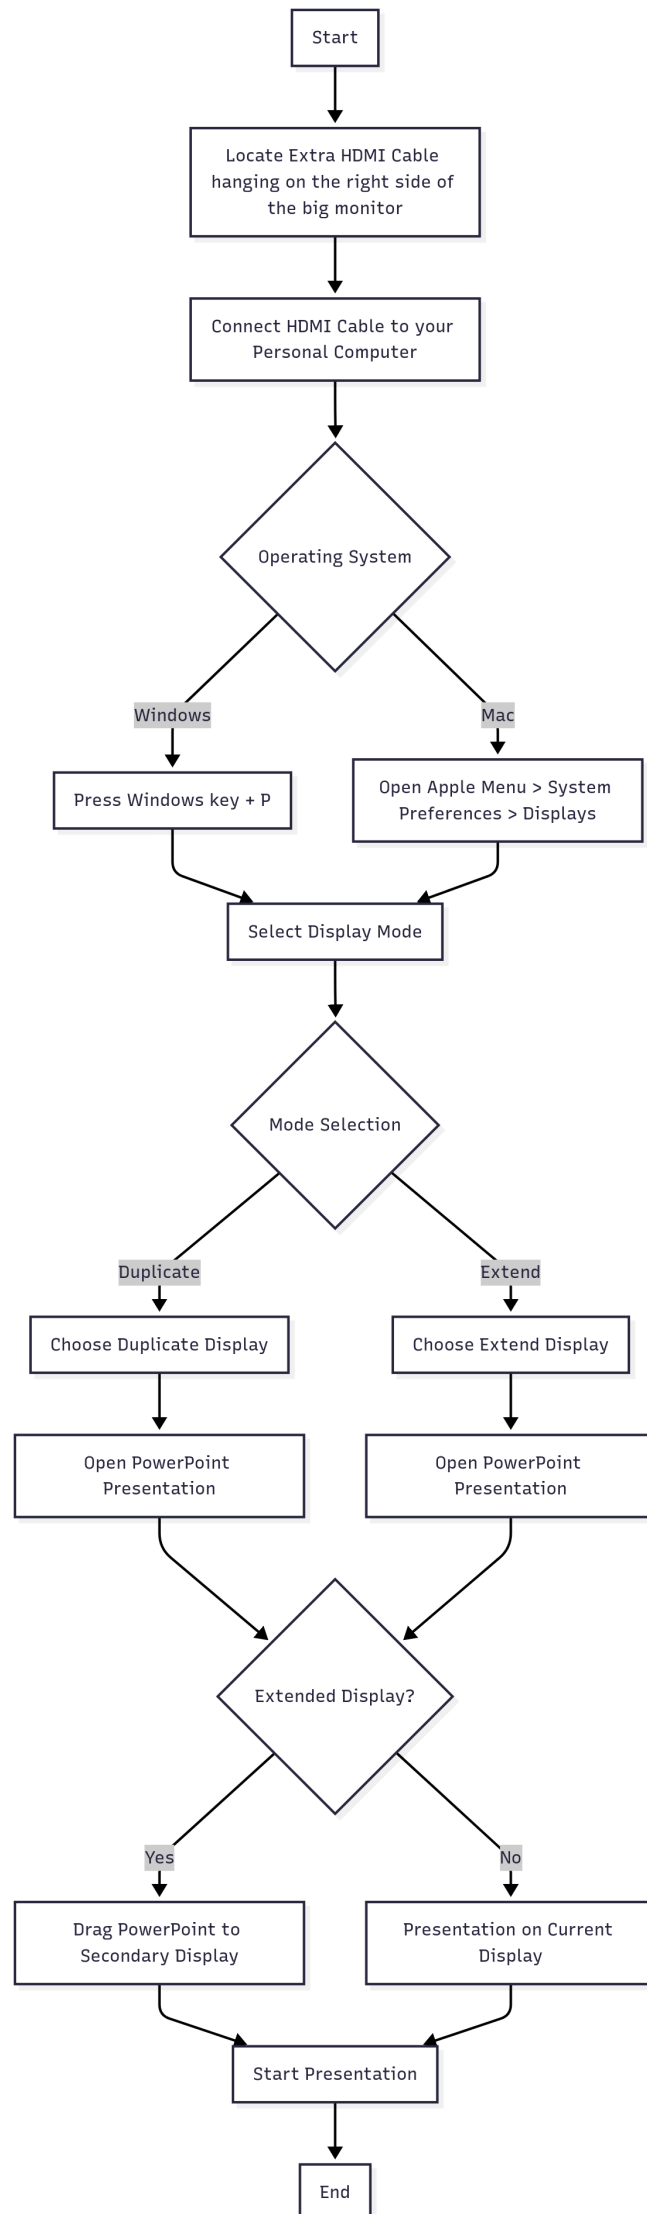 Start
Locate Extra HDMI Cable
hanging on the right side of
the big monitor
Connect HDMI Cable to your
Personal Computer
Operating System
Windows
Mac
Press Windows key + P
Open Apple Menu > System
Preferences > Displays
Select Display Mode
Mode Selection
Duplicate
Extend
Choose Duplicate Display
Choose Extend Display
Open PowerPoint
Presentation
Open PowerPoint
Presentation
Extended Display?
Yes
No
Drag PowerPoint to
Secondary Display
Presentation on Current
Display
Start Presentation
End